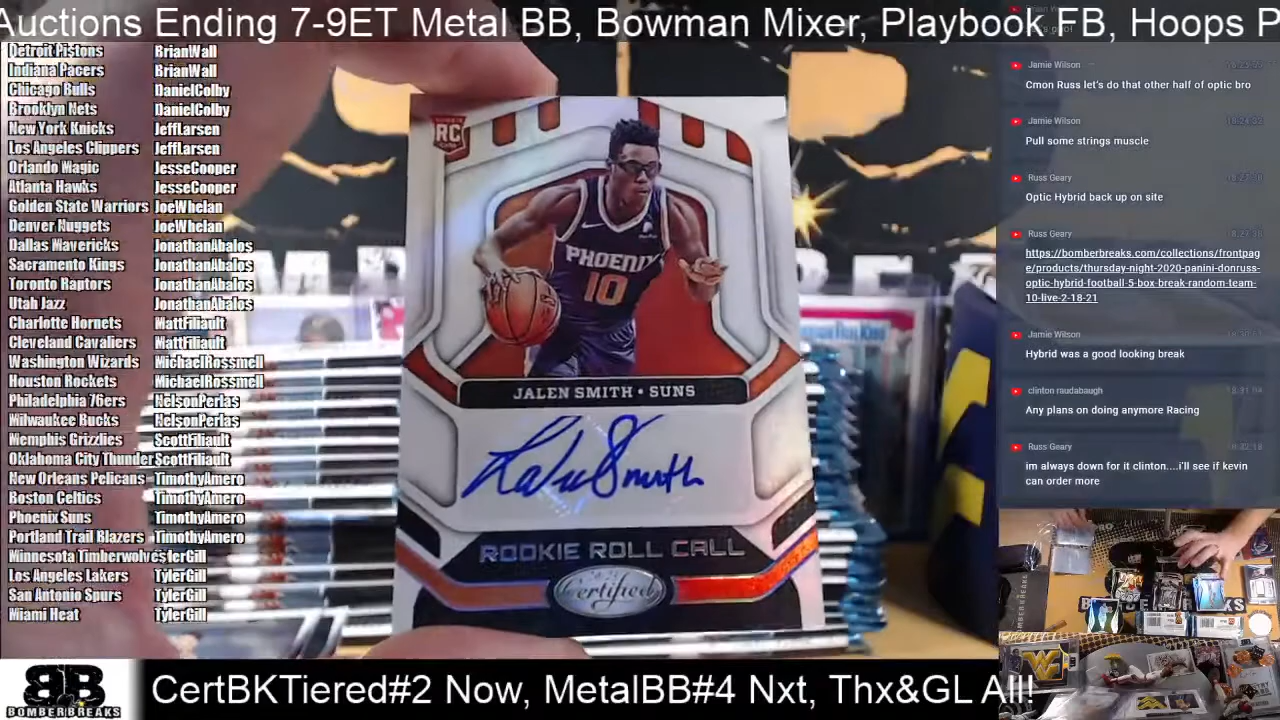 Auctions Ending 7-9ET Metal BB, Bowman Mixer, Playbook FB, Hoops P
Detroit Pistons BrianWall
Indiana Pacers BrianWall
Chicago Bulls DanielColby
Brooklyn Nets DanielColby
New York Knicks JeffLarsen
Los Angeles Clippers JeffLarsen
Orlando Magic JesseCooper
Atlanta Hawks JesseCooper
Golden State Warriors JoeWhelan
Denver Nuggets JoeWhelan
Dallas Mavericks JonathanAbalos
Sacramento Kings JonathanAbalos
Toronto Raptors JonathanAbalos
Utah Jazz JonathanAbalos
Charlotte Hornets MattFiliault
Cleveland Cavaliers MattFiliault
Washington Wizards MichaelRossmell
Houston Rockets MichaelRossmell
Philadelphia 76ers NelsonPerlas
Milwaukee Bucks NelsonPerlas
Memphis Grizzlies ScottFiliault
Oklahoma City Thunder ScottFiliault
New Orleans Pelicans TimothyAmero
Boston Celtics TimothyAmero
Phoenix Suns TimothyAmero
Portland Trail Blazers TimothyAmero
Minnesota Timberwolves
Los Angeles Lakers TylerGill
San Antonio Spurs TylerGill
Miami Heat TylerGill
RC
PHOENIX
10
JALEN SMITH • SUNS
ROOKIE ROLL CALL
Certified
Jamie Wilson
Cmon Russ let's do that other half of optic bro
Jamie Wilson
Pull some strings muscle
Russ Geary
Optic Hybrid back up on site
Russ Geary
https://bomberbreaks.com/collections/frontpag
e/products/thursday-night-2020-panini-donruss-
optic-hybrid-football-5-box-break-random-team-
10-live-2-18-21
Jamie Wilson
Hybrid was a good looking break
clinton raudabaugh
Any plans on doing anymore Racing
Russ Geary
im always down for it clinton....i'll see if kevin
can order more
BB
BOMBERBREAKS
CertBKTiered#2 Now, MetalBB#4 Nxt, Thx&GL All!